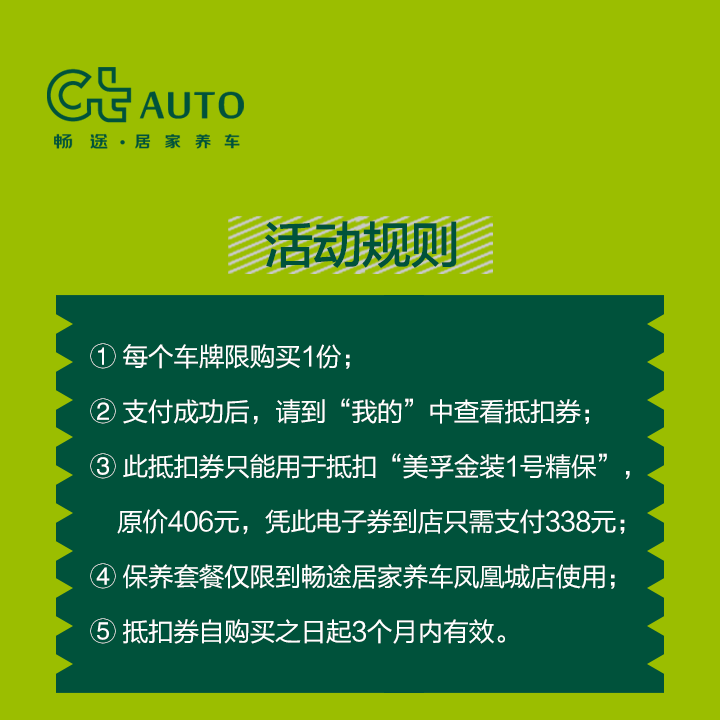 Ct AUTO
畅途·居家养车
活动规则
① 每个车牌限购买1份；
② 支付成功后，请到“我的”中查看抵扣券；
③ 此抵扣券只能用于抵扣“美孚金装1号精保”，
原价406元，凭此电子券到店只需支付338元；
④ 保养套餐仅限到畅途居家养车凤凰城店使用；
⑤ 抵扣券自购买之日起3个月内有效。